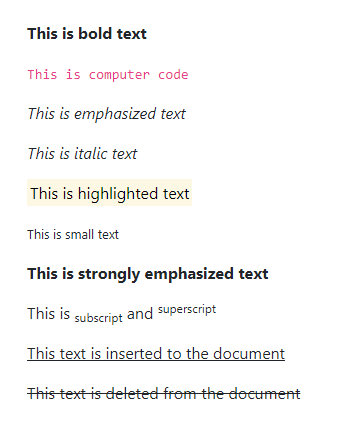 This is bold text
This is computer code
This is emphasized text
This is italic text
This is highlighted text
This is small text
This is strongly emphasized text
This is subscript and superscript
This text is inserted to the document
This text is deleted from the document